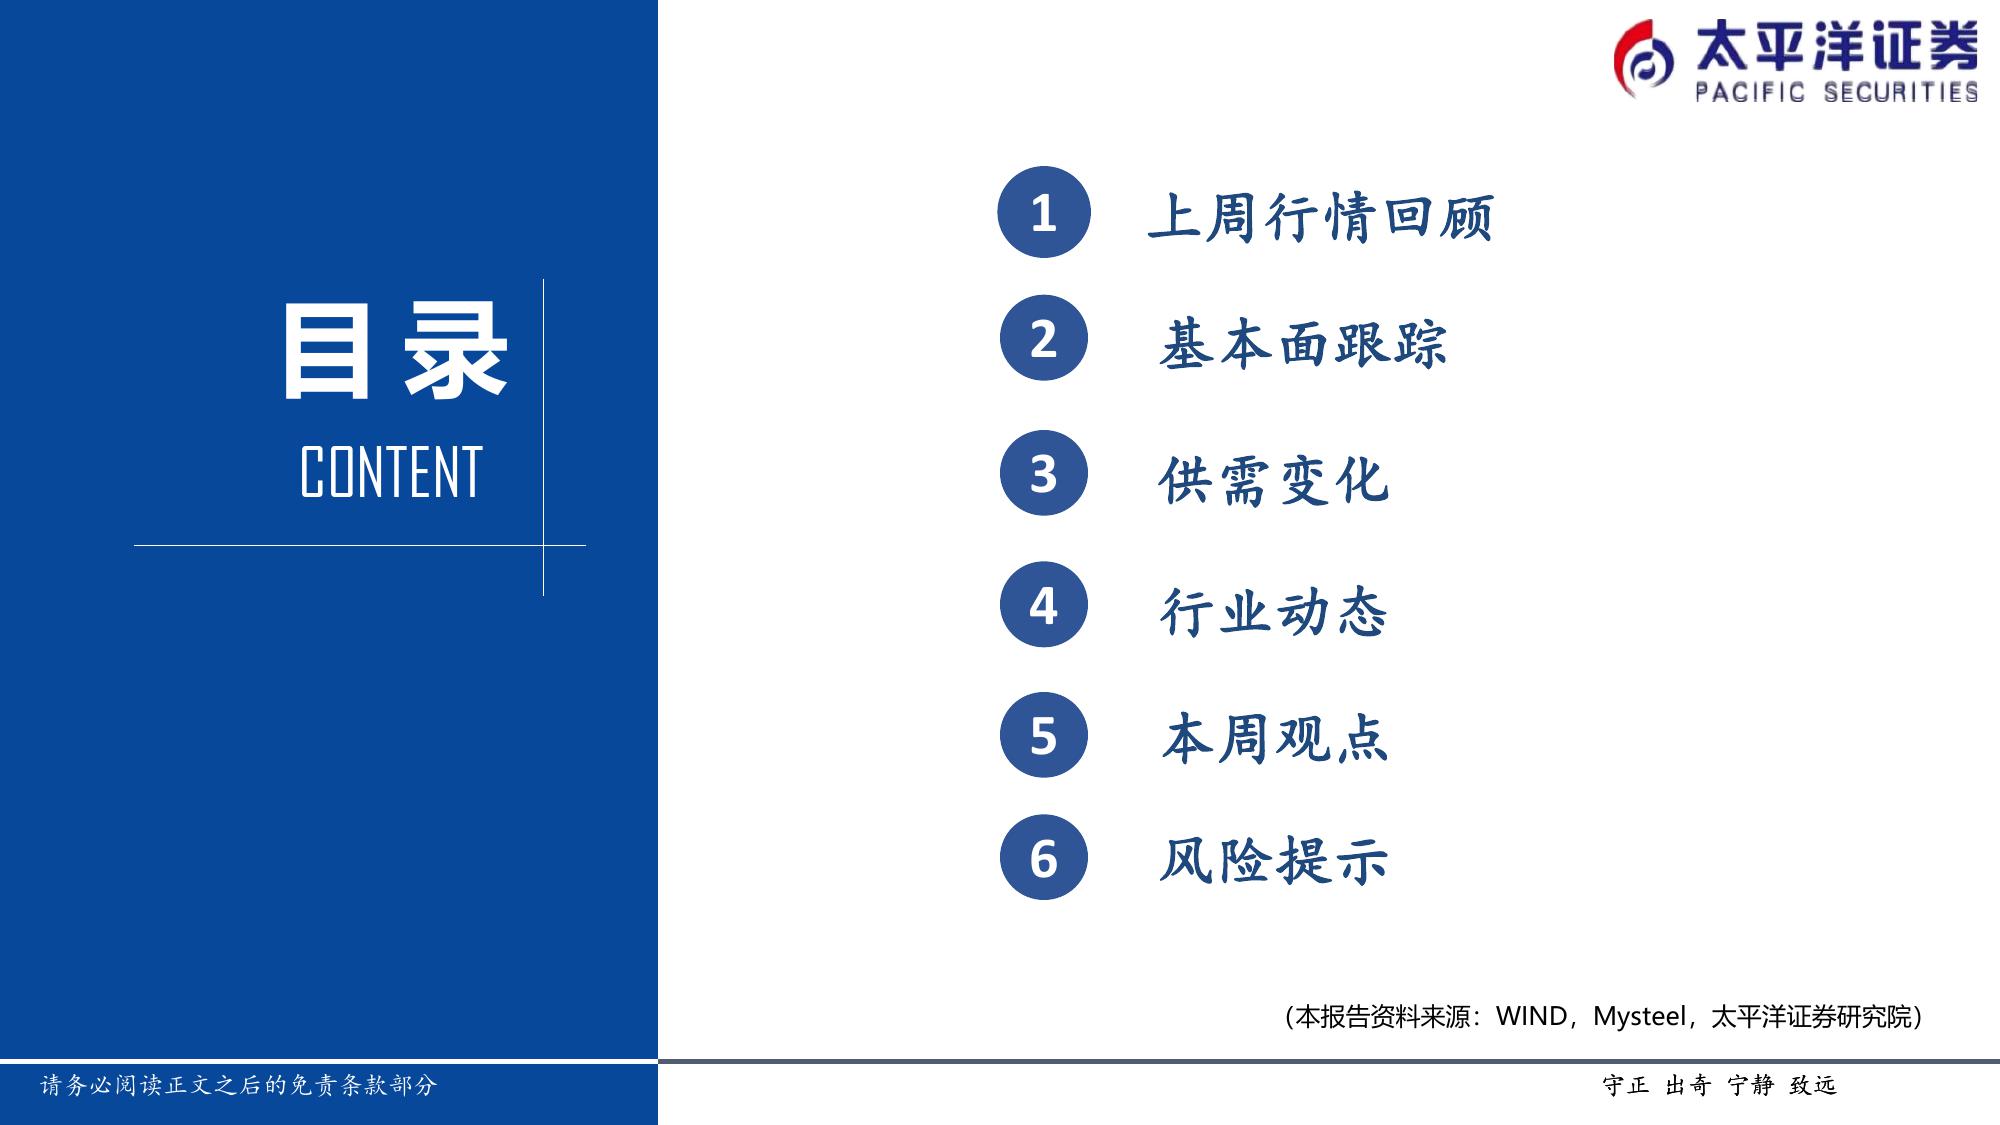 太平洋证券
PACIFIC SECURITIES
目录
CONTENT
1 上周行情回顾
2 基本面跟踪
3 供需变化
4 行业动态
5 本周观点
6 风险提示
（本报告资料来源：WIND，Mysteel，太平洋证券研究院）
请务必阅读正文之后的免责条款部分
守正 出奇 宁静 致远